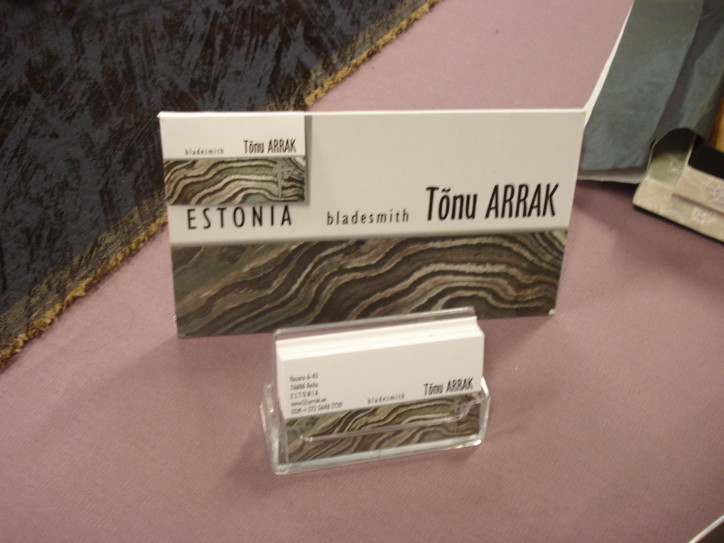 bladesmith Tõnu ARRAK
ESTONIA bladesmith Tõnu ARRAK
ESTONIA
bladesmith Tõnu ARRAK